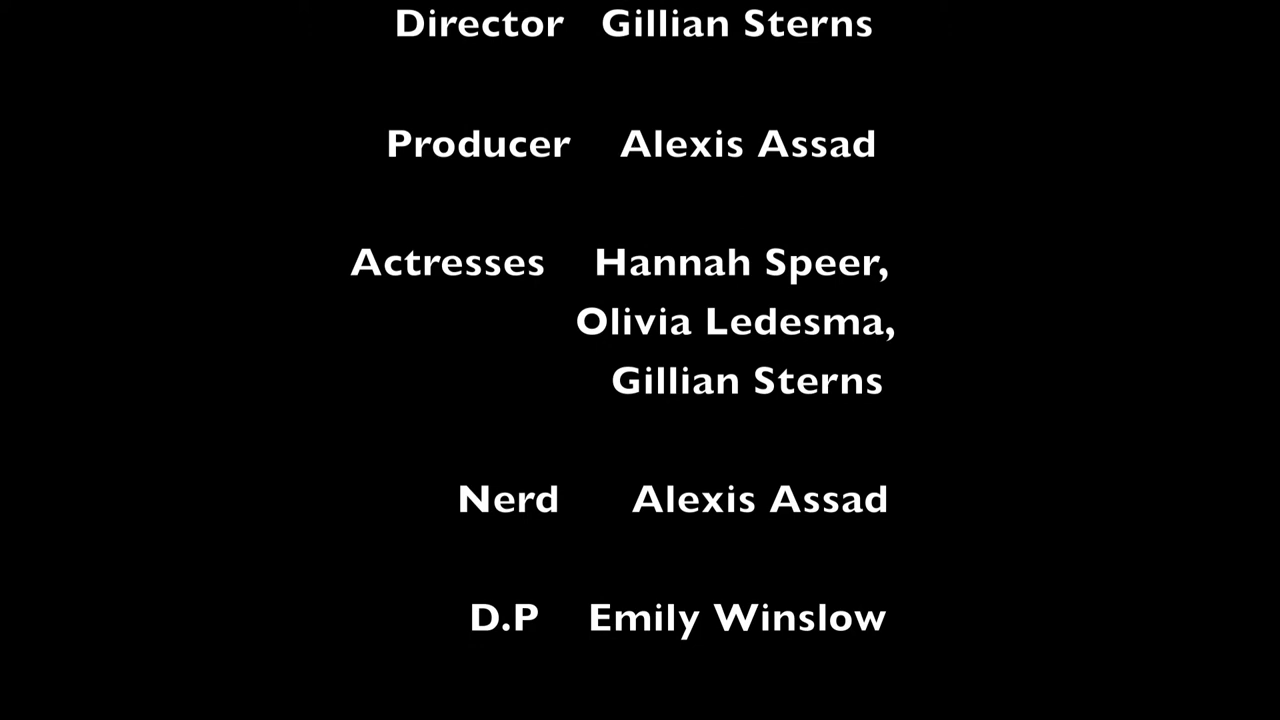 Director Gillian Sterns
Producer Alexis Assad
Actresses Hannah Speer,
Olivia Ledesma,
Gillian Sterns
Nerd Alexis Assad
D.P Emily Winslow